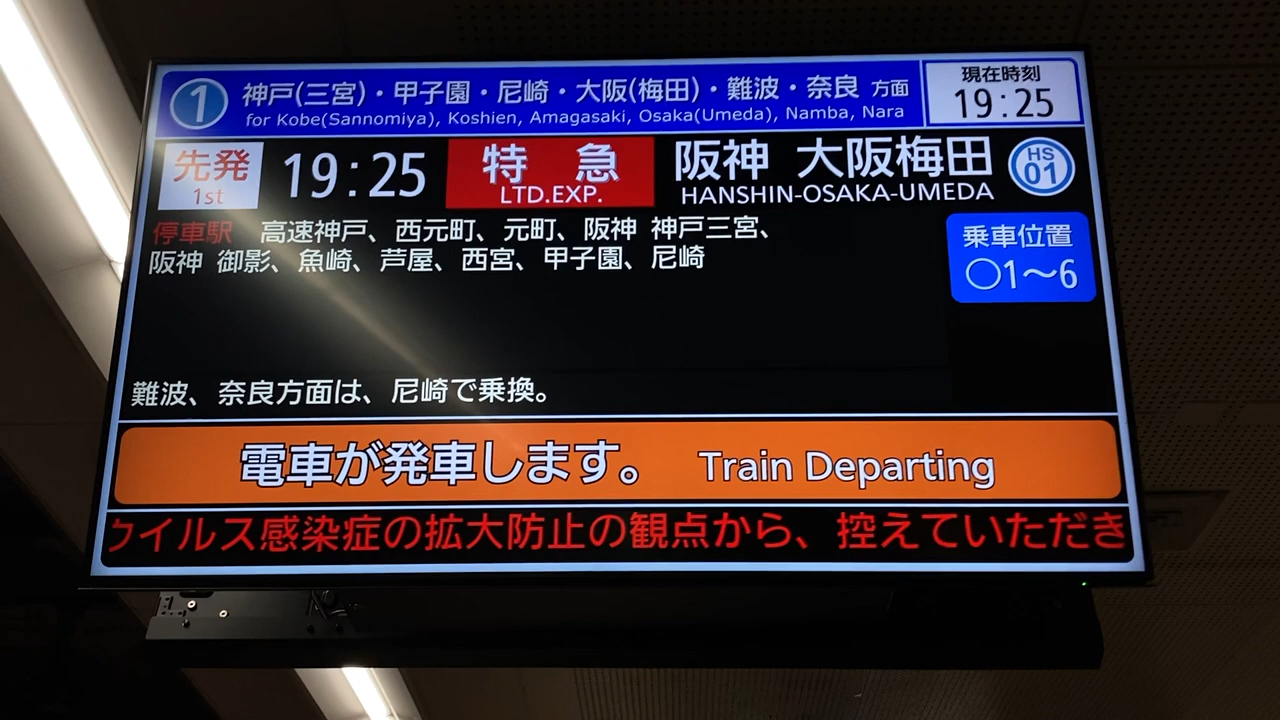 1 神戸(三宮)・甲子園・尼崎・大阪(梅田)・難波・奈良 方面
for Kobe(Sannomiya), Koshien, Amagasaki, Osaka(Umeda), Namba, Nara
現在時刻
19:25
先発
1st
19:25
特 急
LTD.EXP.
阪神 大阪梅田
HANSHIN-OSAKA-UMEDA
HS
01
停車駅 高速神戸、西元町、元町、阪神 神戸三宮、
阪神 御影、魚崎、芦屋、西宮、甲子園、尼崎
乗車位置
○1〜6
難波、奈良方面は、尼崎で乗換。
電車が発車します。 Train Departing
イルス感染症の拡大防止の観点から、控えていただき